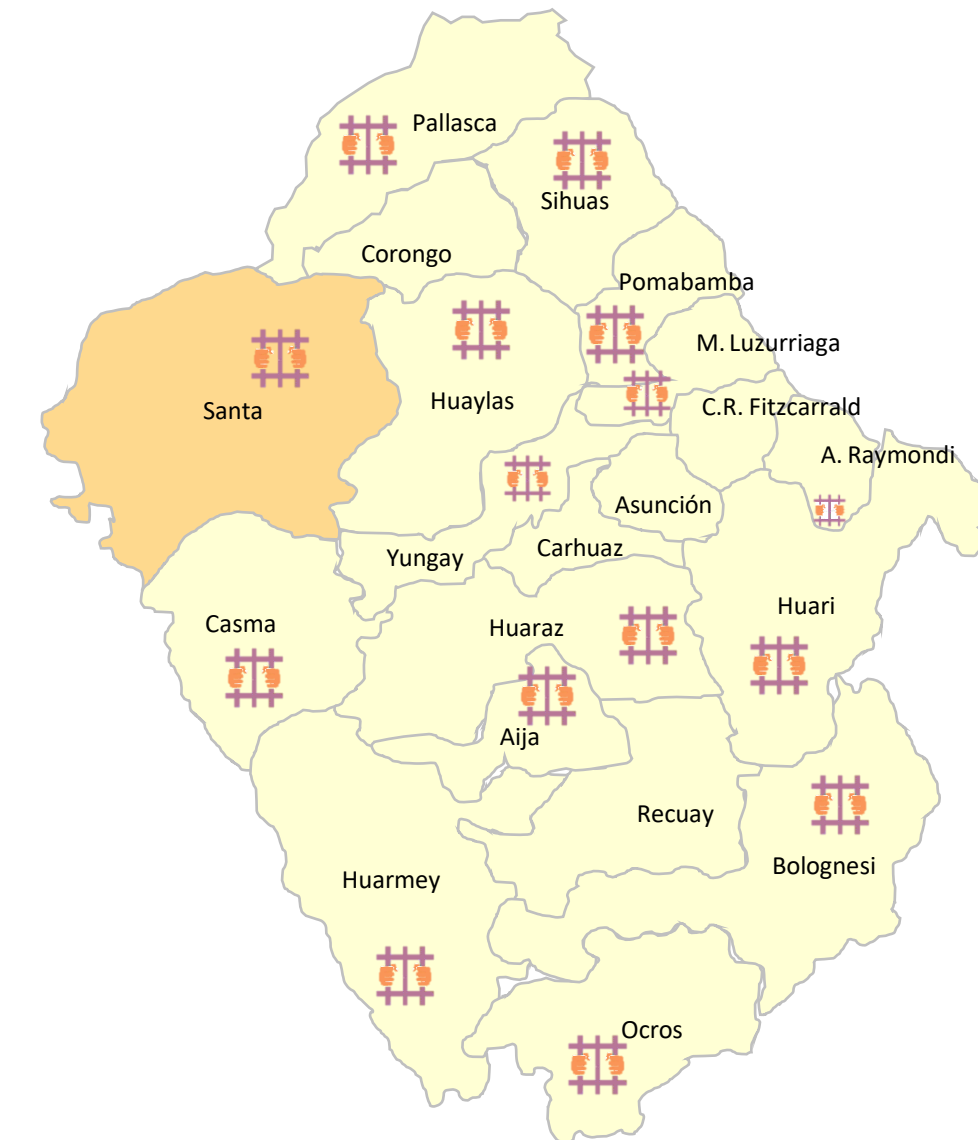 Pallasca
Sihuas
Corongo
Pomabamba
M. Luzurriaga
Huaylas
Santa
C.R. Fitzcarrald
A. Raymondi
Asunción
Yungay
Carhuaz
Huari
Casma
Huaraz
Aija
Recuay
Bolognesi
Huarmey
Ocros